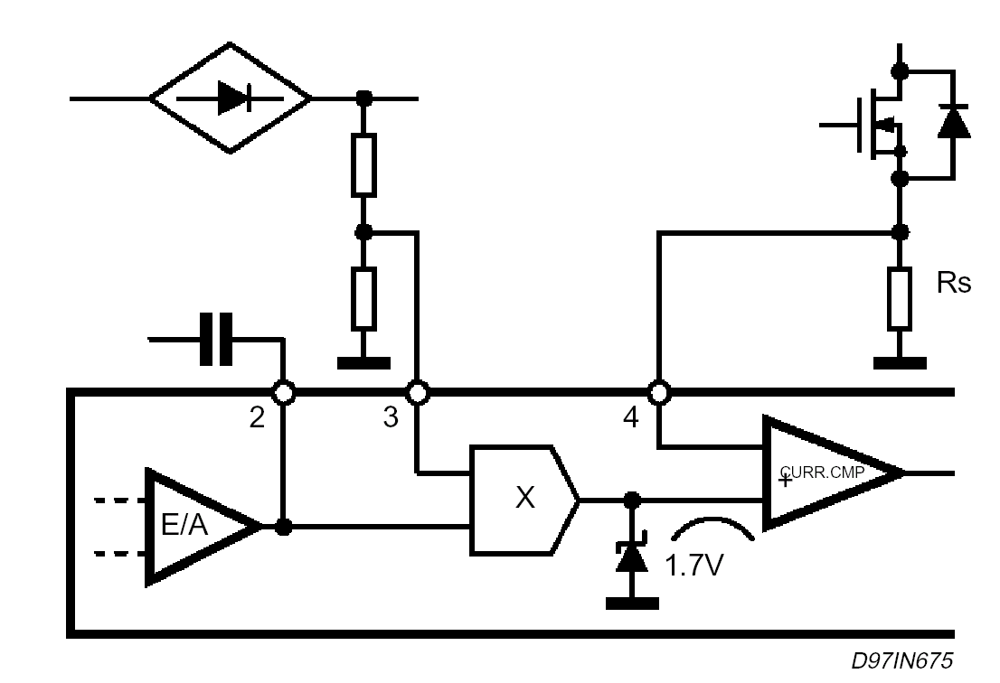 Rs
2
3
4
CURR.CMP
+
X
E/A
1.7V
D97IN675